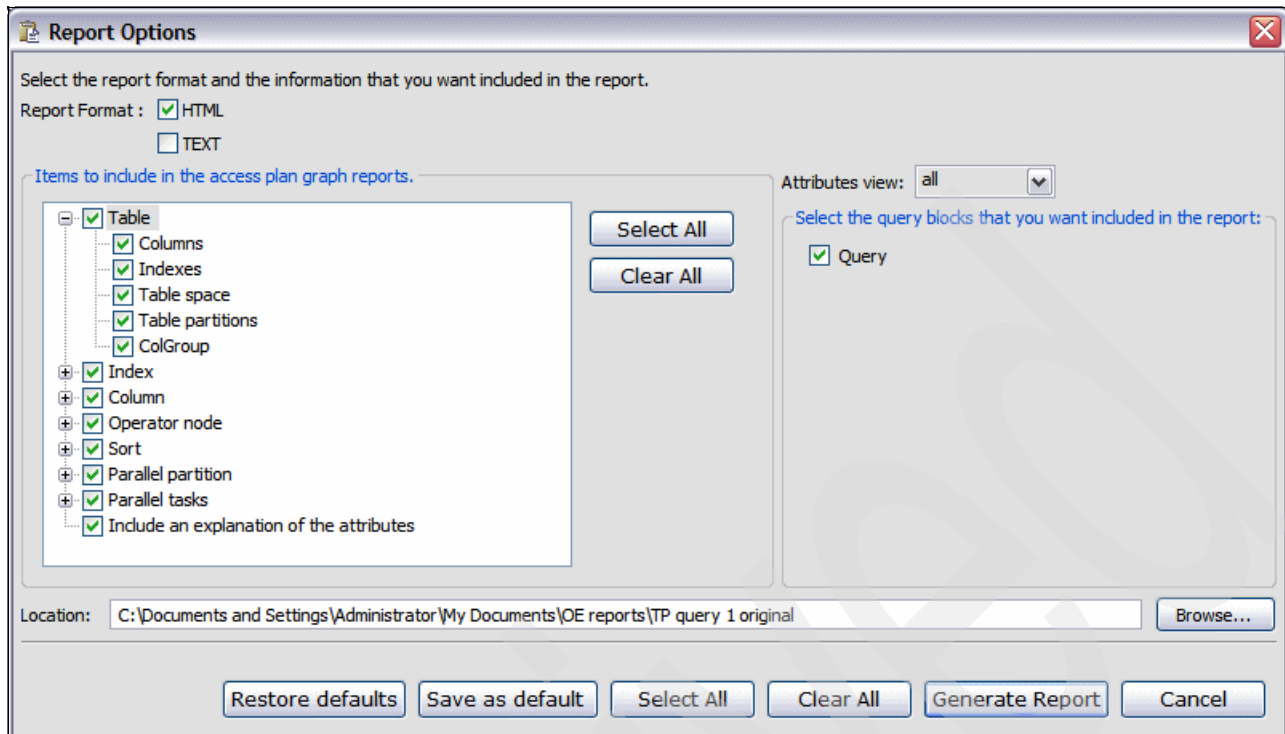 Report Options
Select the report format and the information that you want included in the report.
Report Format : HTML
TEXT
Items to include in the access plan graph reports.
Table
Columns
Indexes
Table space
Table partitions
ColGroup
Index
Column
Operator node
Sort
Parallel partition
Parallel tasks
Include an explanation of the attributes
Select All
Clear All
Attributes view: all
Select the query blocks that you want included in the report:
Query
Location: C:\Documents and Settings\Administrator\My Documents\OE reports\TP query 1 original Browse...
Restore defaults Save as default Select All Clear All Generate Report Cancel